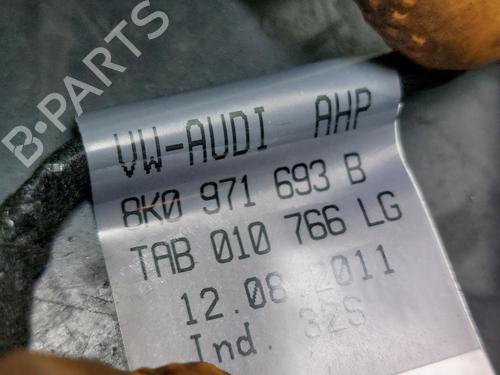 B-PARTS
VW-AUDI AHP
8K0 971 693 B
TAB 010 766 LG
12.08.2011
Ind. 32S